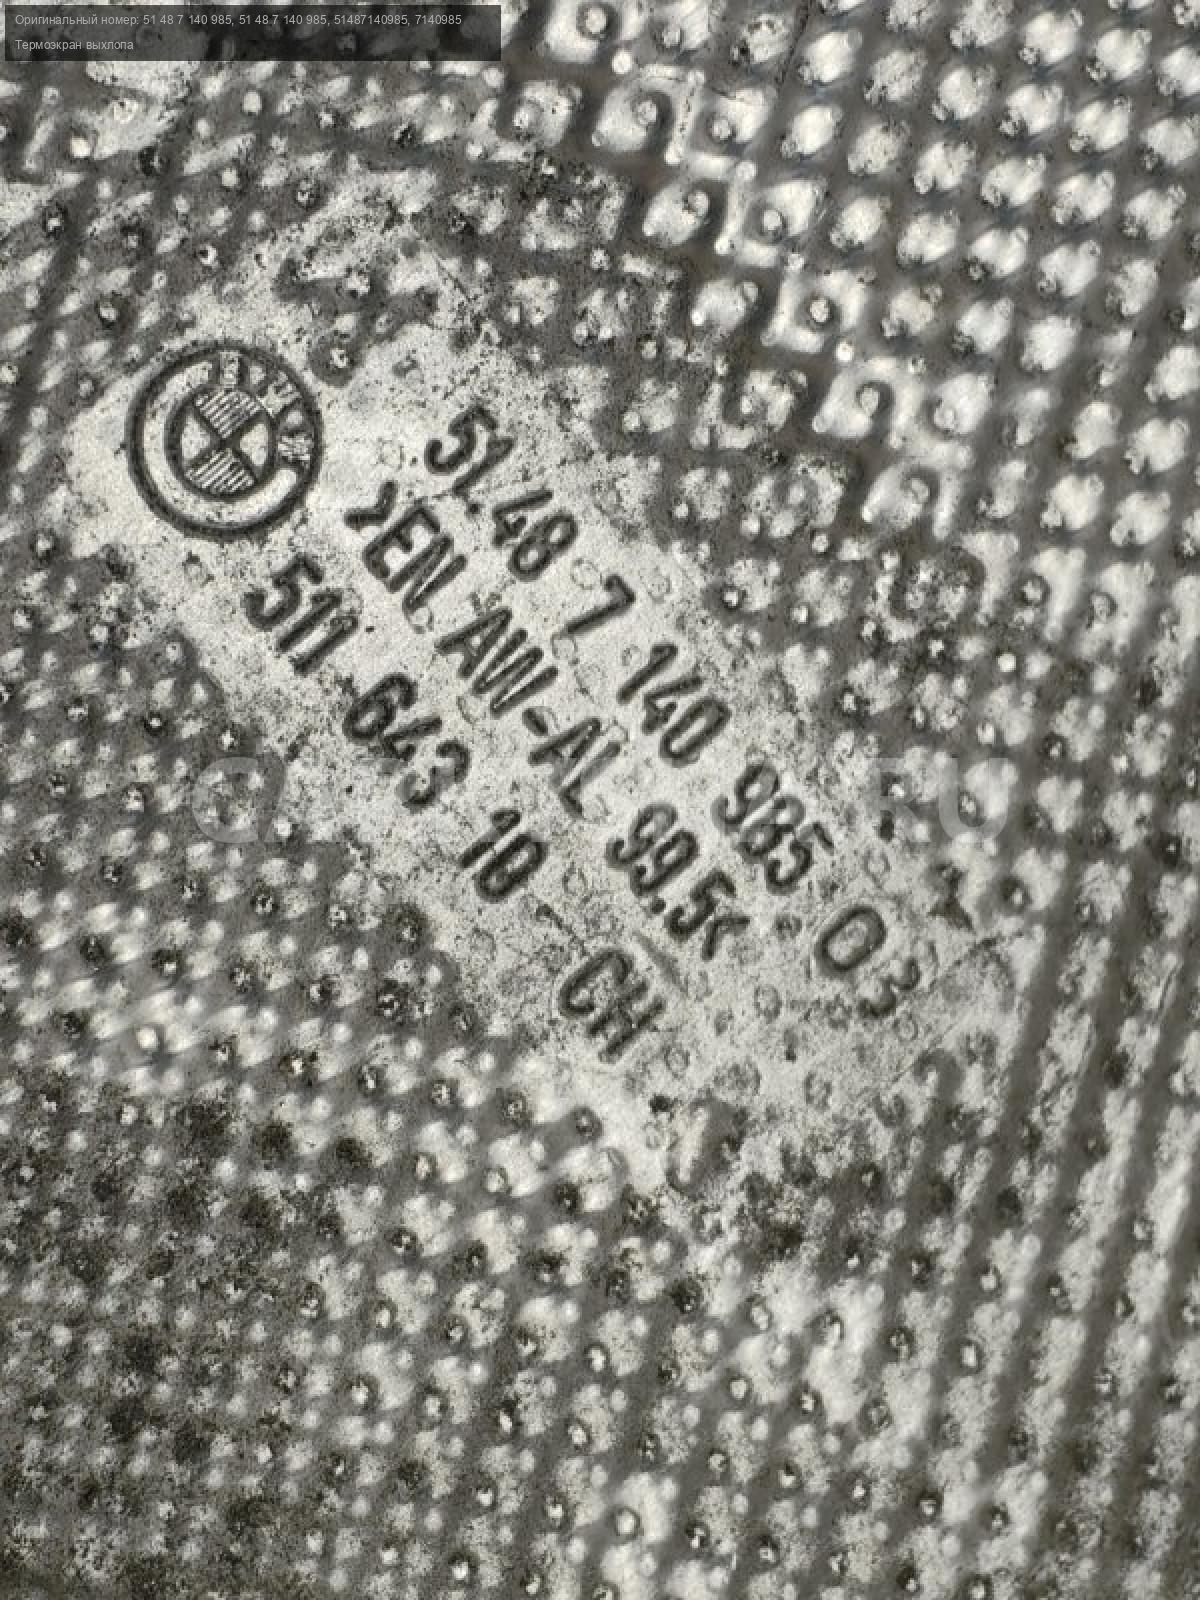 Оригинальный номер: 51 48 7 140 985, 51 48 7 140 985, 51487140985, 7140985
Термоэкран выхлопа
BMW
51.48 7 140 985 03
>EN AW-AL 99.5<
511 643 10 CH